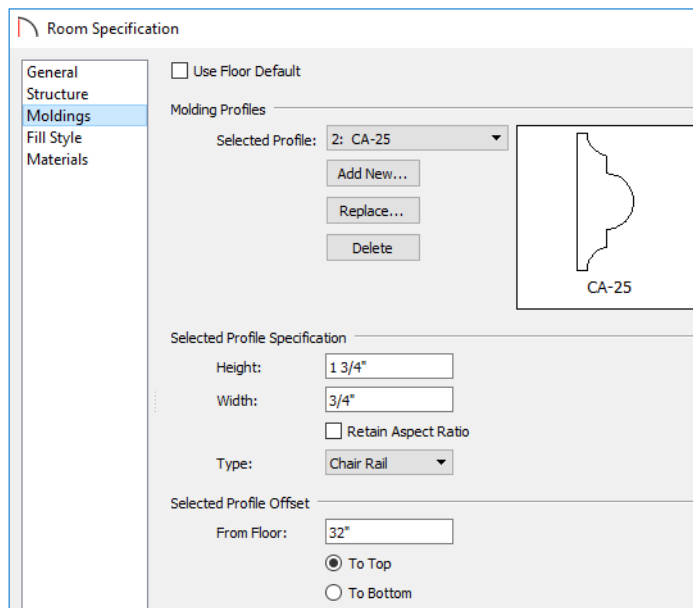 Room Specification
General
Structure
Moldings
Fill Style
Materials
Use Floor Default
Molding Profiles
Selected Profile: 2: CA-25
Add New...
Replace...
Delete
CA-25
Selected Profile Specification
Height: 1 3/4"
Width: 3/4"
Retain Aspect Ratio
Type: Chair Rail
Selected Profile Offset
From Floor: 32"
To Top
To Bottom